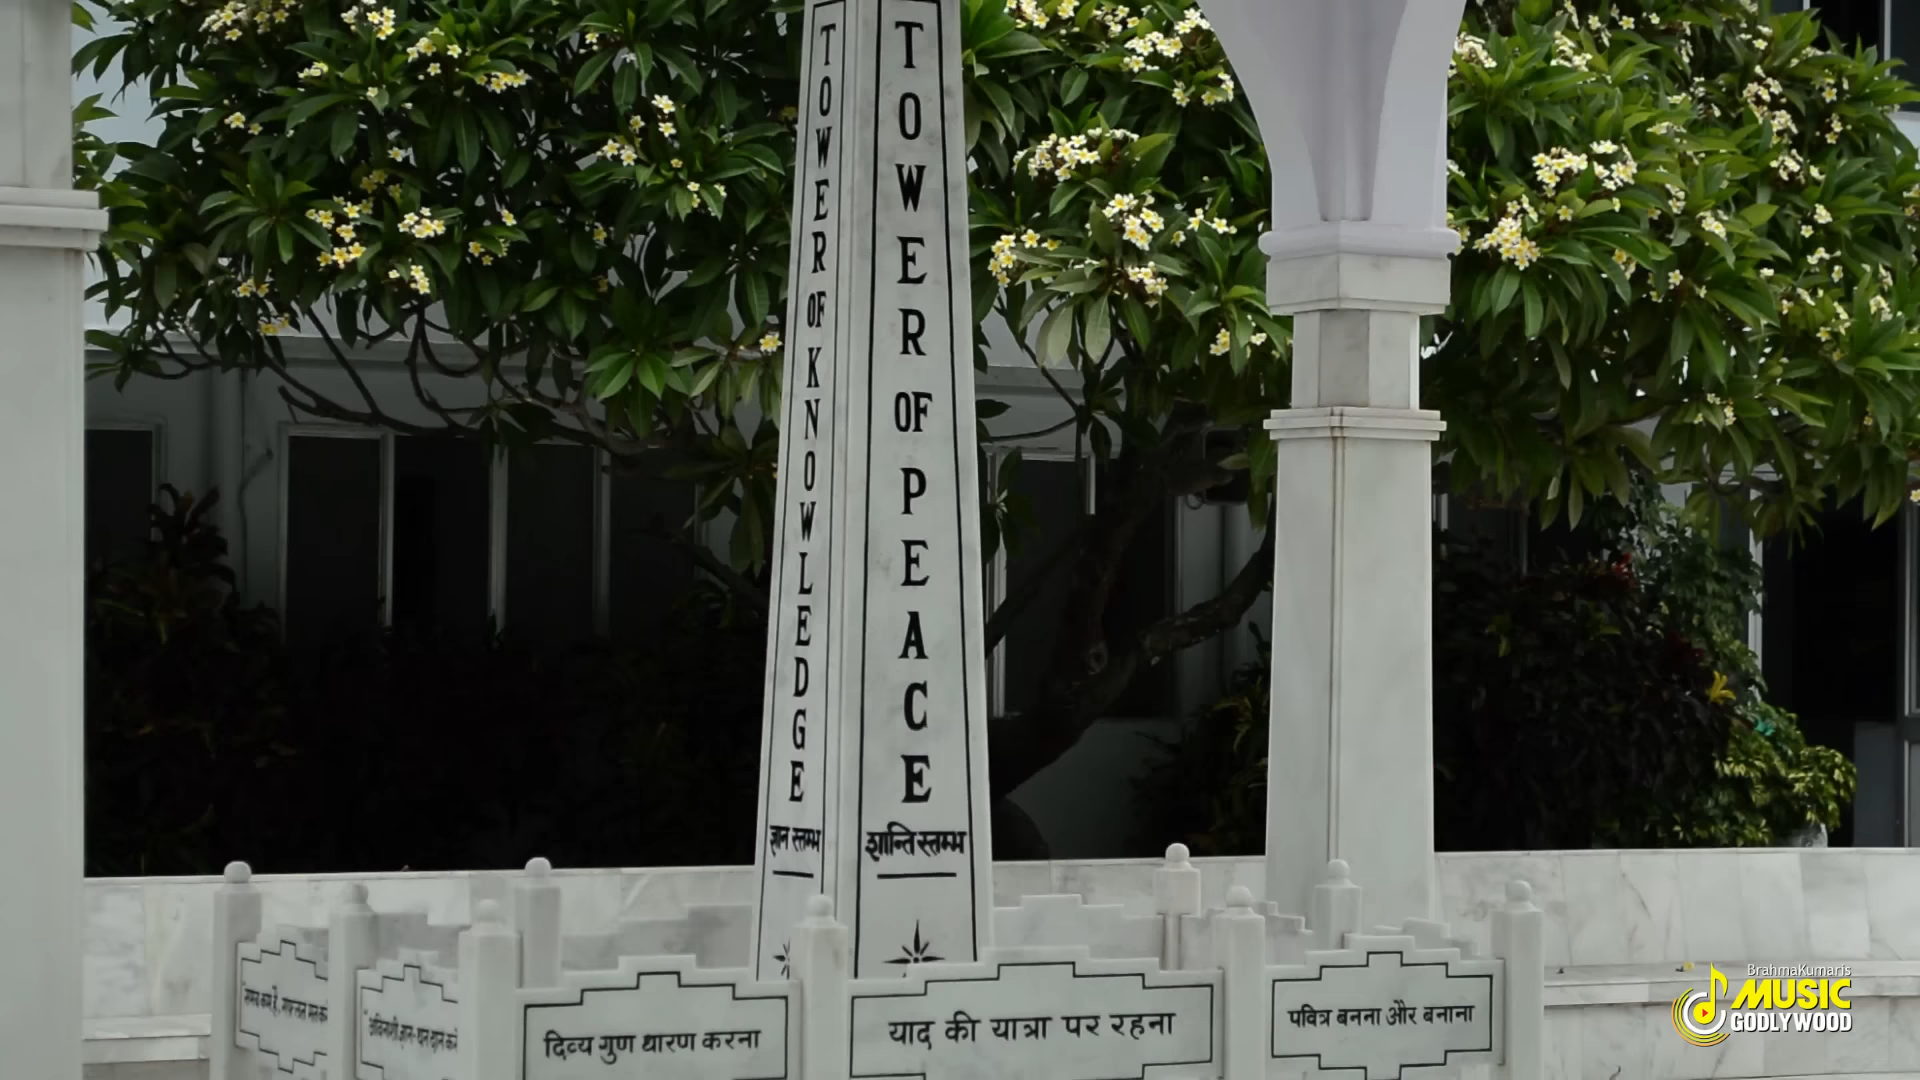 TOWER OF KNOWLEDGE
ज्ञान स्तम्भ
TOWER OF PEACE
शान्ति स्तम्भ
दिव्य गुण धारण करना
याद की यात्रा पर रहना
पवित्र बनना और बनाना
BrahmaKumaris
MUSIC
GODLYWOOD